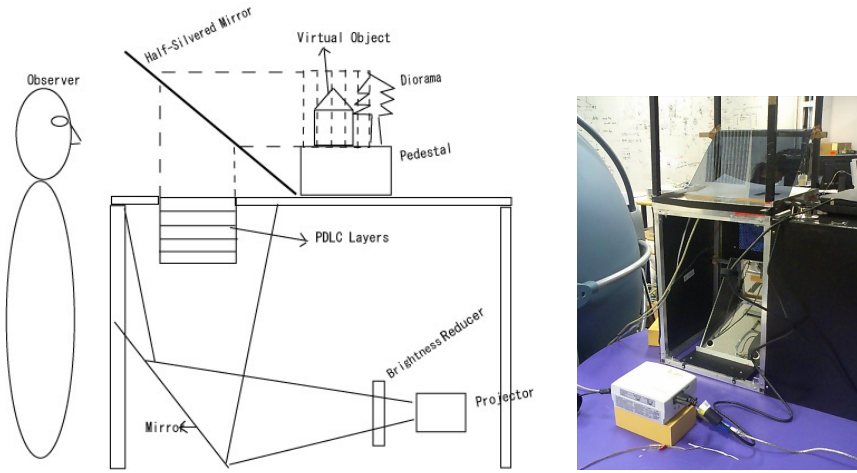 Half-Silvered Mirror
Virtual Object
Observer
Diorama
Pedestal
PDLC Layers
Brightness Reducer
Projector
Mirror